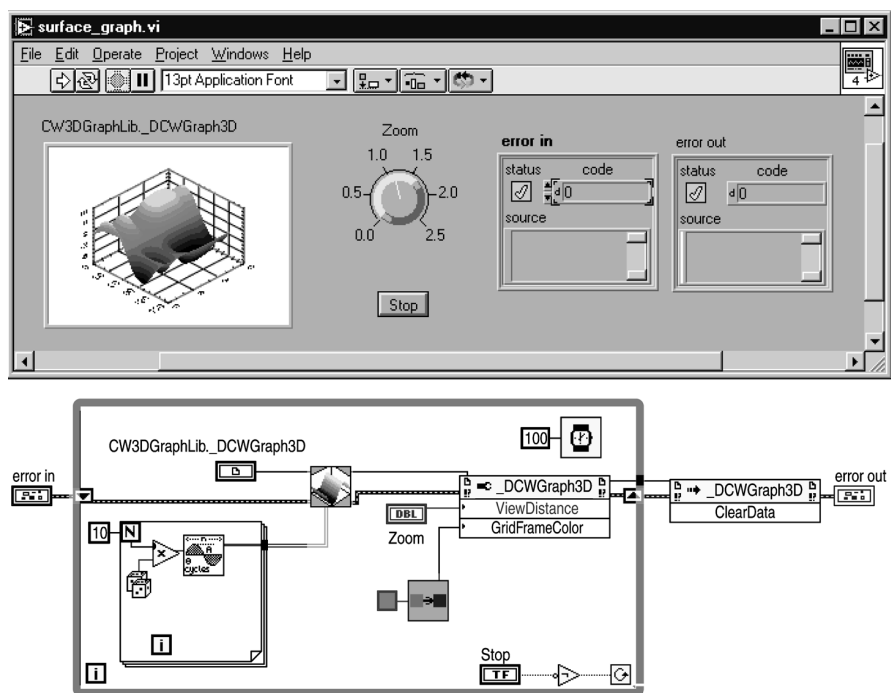 surface_graph.vi
File Edit Operate Project Windows Help
13pt Application Font
4
CW3DGraphLib._DCWGraph3D
Zoom
1.0 1.5
0.5 2.0
0.0 2.5
Stop
error in
status code
d 0
source
error out
status code
d 0
source
CW3DGraphLib._DCWGraph3D
100
error in
_DCWGraph3D
ViewDistance
GridFrameColor
_DCWGraph3D
ClearData
error out
DBL
Zoom
10 N
n
A
θ
cycles
x
i
i
Stop
TF